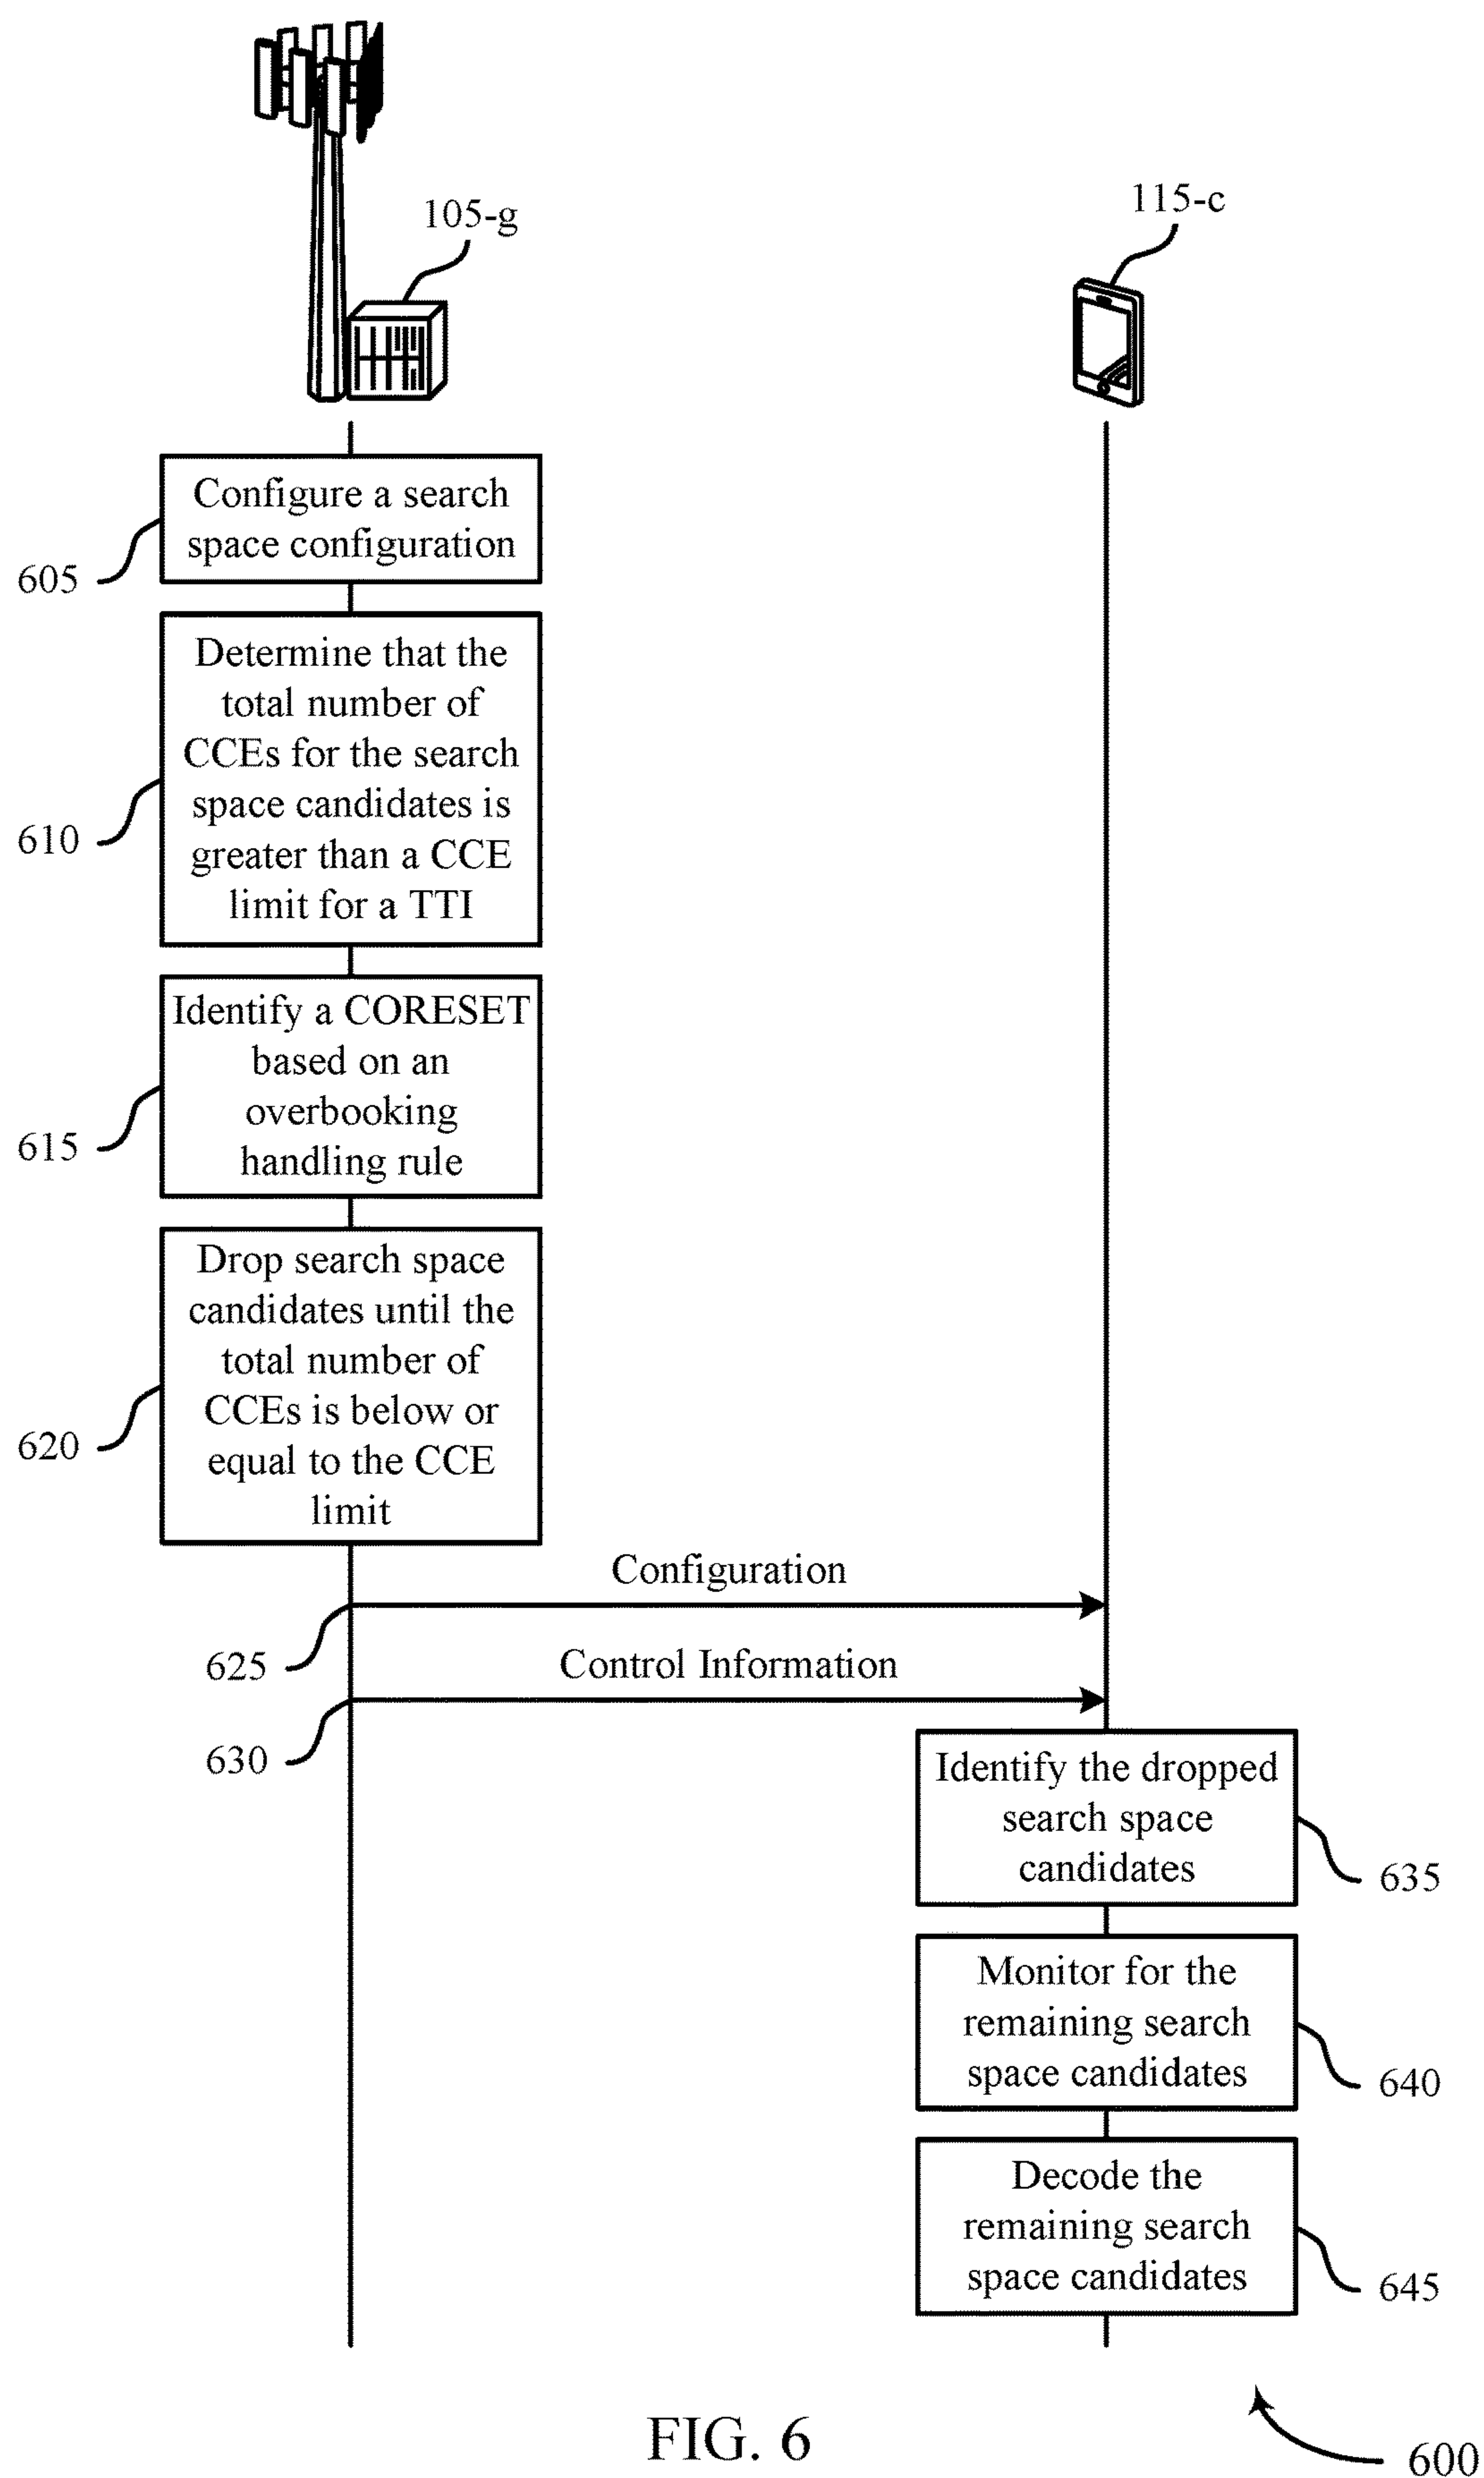 105-g
115-c
Configure a search
space configuration
605
Determine that the
total number of
CCEs for the search
space candidates is
greater than a CCE
limit for a TTI
610
Identify a CORESET
based on an
overbooking
handling rule
615
Drop search space
candidates until the
total number of
CCEs is below or
equal to the CCE
limit
620
Configuration
625
Control Information
630
Identify the dropped
search space
candidates
635
Monitor for the
remaining search
space candidates
640
Decode the
remaining search
space candidates
645
FIG. 6
600